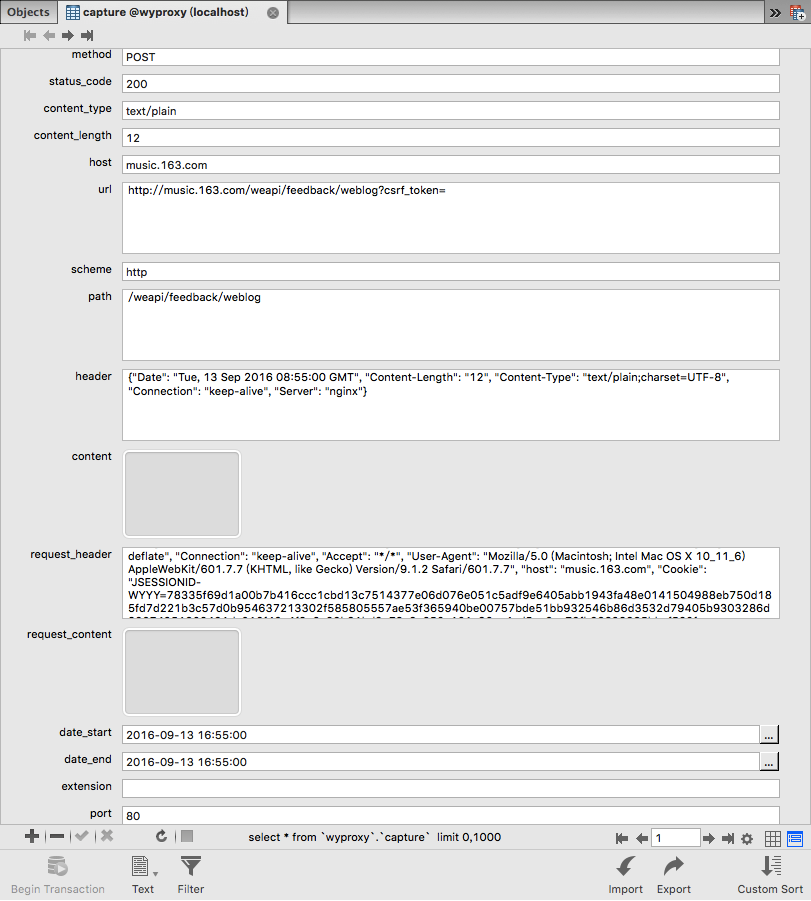 Objects
capture @wyproxy (localhost)
method
POST
status_code
200
content_type
text/plain
content_length
12
host
music.163.com
url
http://music.163.com/weapi/feedback/weblog?csrf_token=
scheme
http
path
/weapi/feedback/weblog
header
{"Date": "Tue, 13 Sep 2016 08:55:00 GMT", "Content-Length": "12", "Content-Type": "text/plain;charset=UTF-8",
"Connection": "keep-alive", "Server": "nginx"}
content
request_header
deflate", "Connection": "keep-alive", "Accept": "*/*", "User-Agent": "Mozilla/5.0 (Macintosh; Intel Mac OS X 10_11_6)
AppleWebKit/601.7.7 (KHTML, like Gecko) Version/9.1.2 Safari/601.7.7", "host": "music.163.com", "Cookie":
"JSESSIONID-
WYYY=78335f69d1a00b7b416ccc1cbd13c7514377e06d076e051c5adf9e6405abb1943fa48e0141504988eb750d18
5fd7d221b3c57d0b954637213302f585805557ae53f365940be00757bde51bb932546b86d3532d79405b9303286d
request_content
date_start
2016-09-13 16:55:00
...
date_end
2016-09-13 16:55:00
...
extension
port
80
select * from `wyproxy`.`capture` limit 0,1000
1
Begin Transaction
Text
Filter
Import
Export
Custom Sort